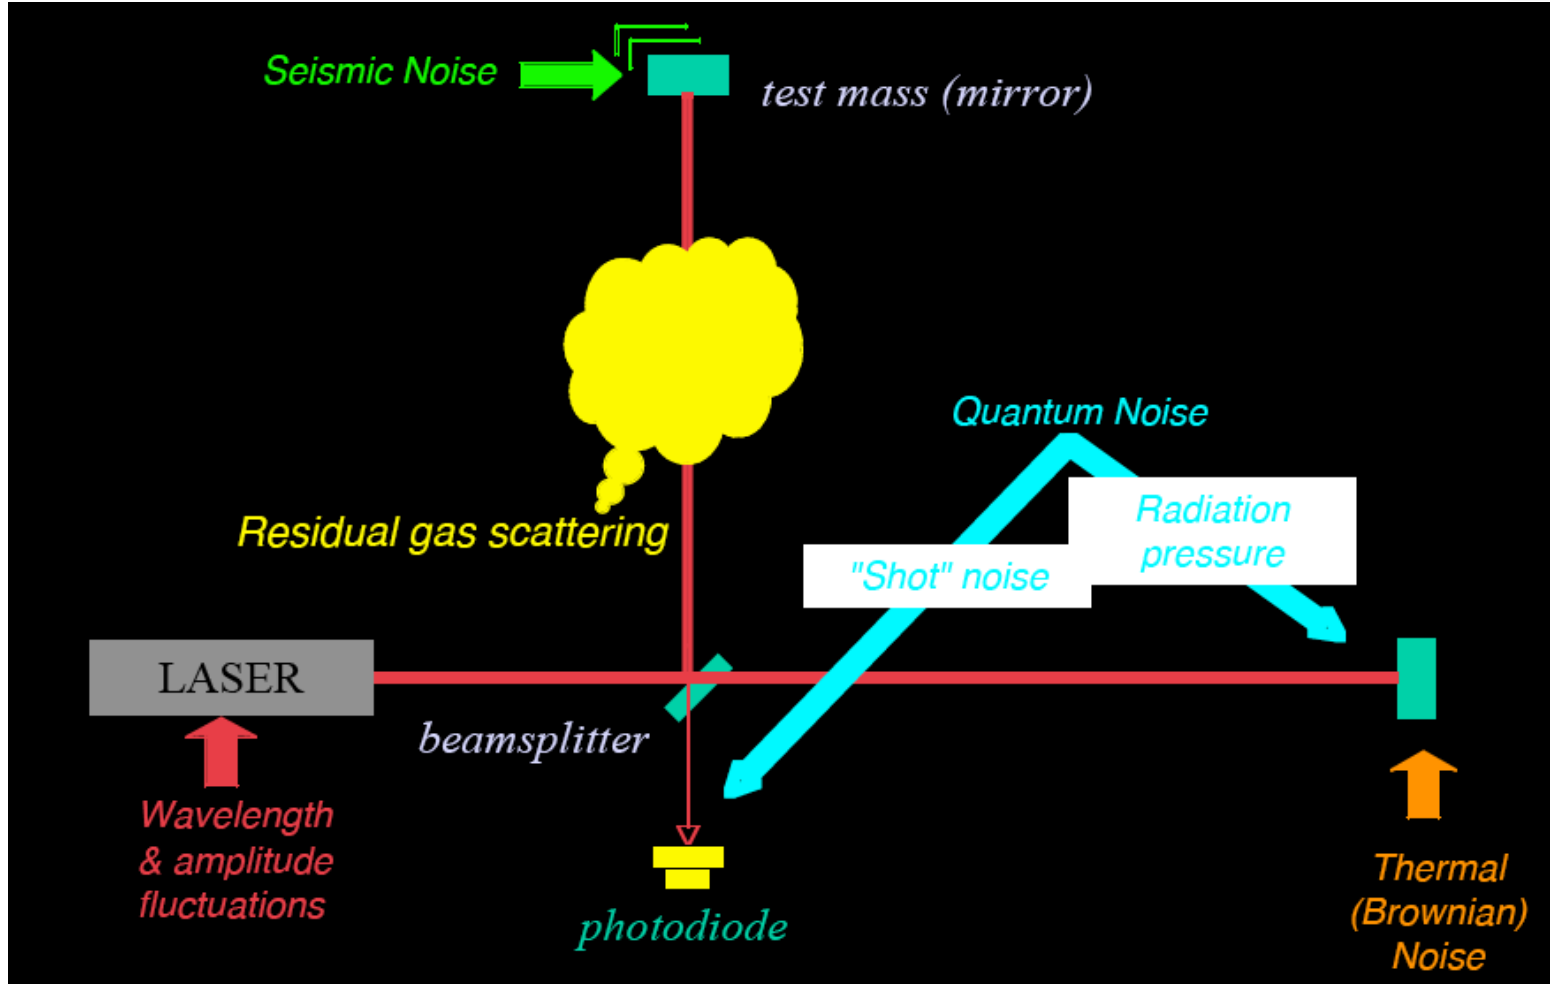 Seismic Noise
test mass (mirror)
Quantum Noise
Radiation
pressure
Residual gas scattering
"Shot" noise
LASER
beamsplitter
Wavelength
& amplitude
fluctuations
photodiode
Thermal
(Brownian)
Noise